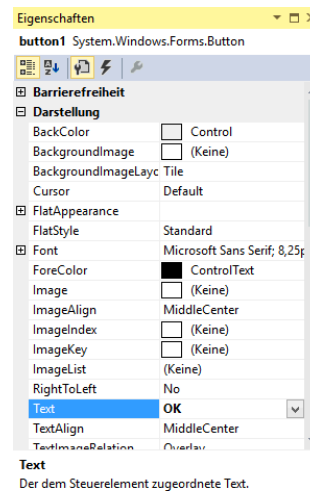 Eigenschaften
button1 System.Windows.Forms.Button
Barrierefreiheit
Darstellung
BackColor Control
BackgroundImage (Keine)
BackgroundImageLayc Tile
Cursor Default
FlatAppearance
FlatStyle Standard
Font Microsoft Sans Serif; 8,25p
ForeColor ControlText
Image (Keine)
ImageAlign MiddleCenter
ImageIndex (Keine)
ImageKey (Keine)
ImageList (Keine)
RightToLeft No
Text OK
TextAlign MiddleCenter
TextImageRelation Overlay
Text
Der dem Steuerelement zugeordnete Text.